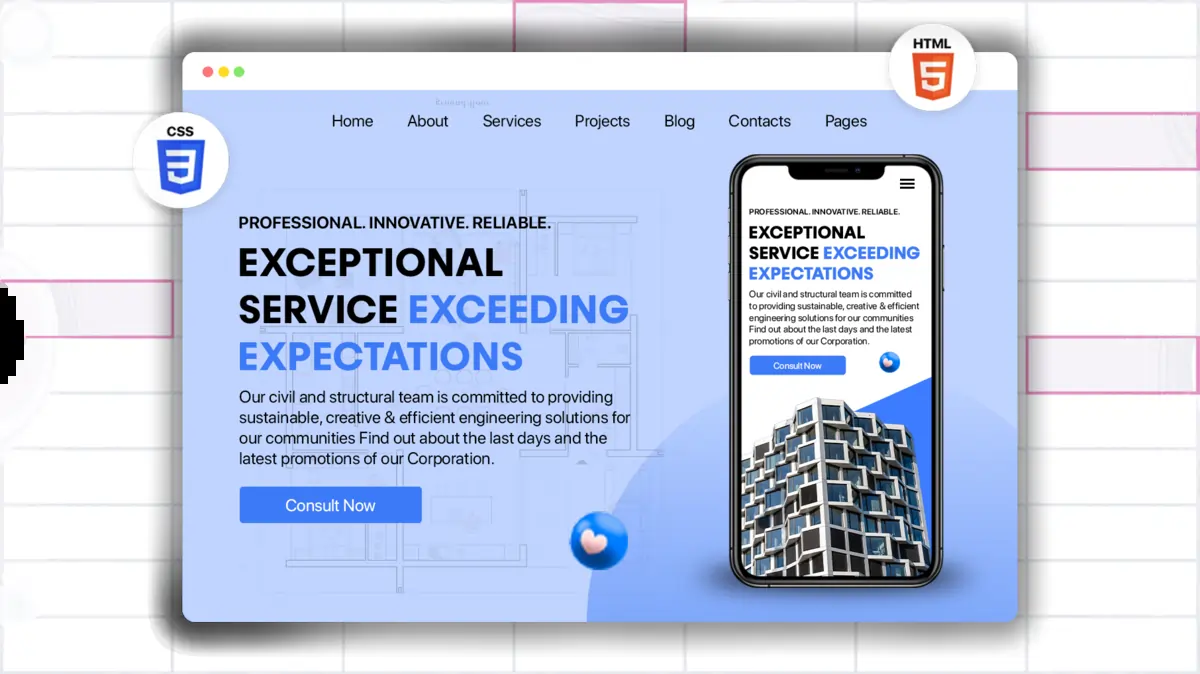 HTML
5
CSS
3
Home About Services Projects Blog Contacts Pages
PROFESSIONAL. INNOVATIVE. RELIABLE.
EXCEPTIONAL
SERVICE EXCEEDING
EXPECTATIONS
Our civil and structural team is committed to providing
sustainable, creative & efficient engineering solutions for
our communities Find out about the last days and the
latest promotions of our Corporation.
Consult Now
PROFESSIONAL. INNOVATIVE. RELIABLE.
EXCEPTIONAL
SERVICE EXCEEDING
EXPECTATIONS
Our civil and structural team is committed
to providing sustainable, creative & efficient
engineering solutions for our communities
Find out about the last days and the latest
promotions of our Corporation.
Consult Now